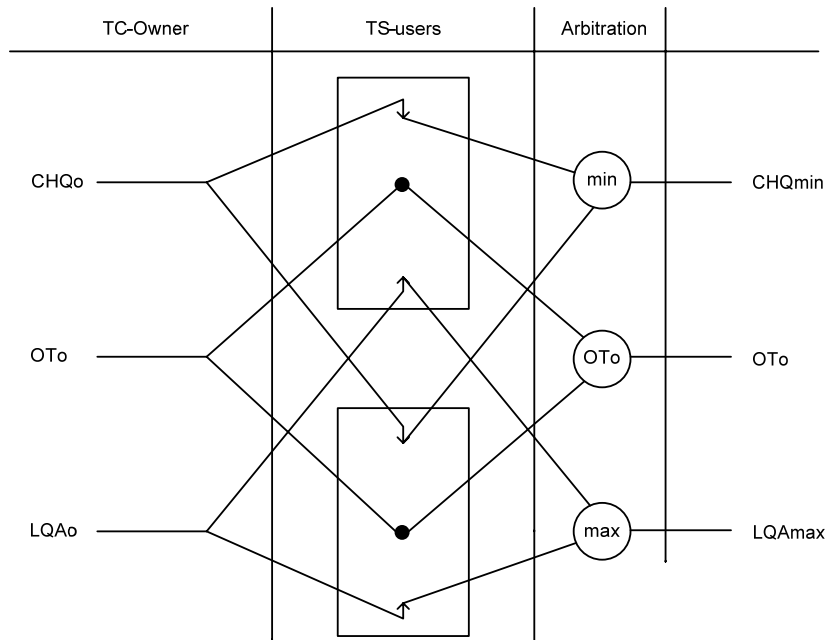 TC-Owner TS-users Arbitration
CHQo min CHQmin
OTo OTo OTo
LQAo max LQAmax